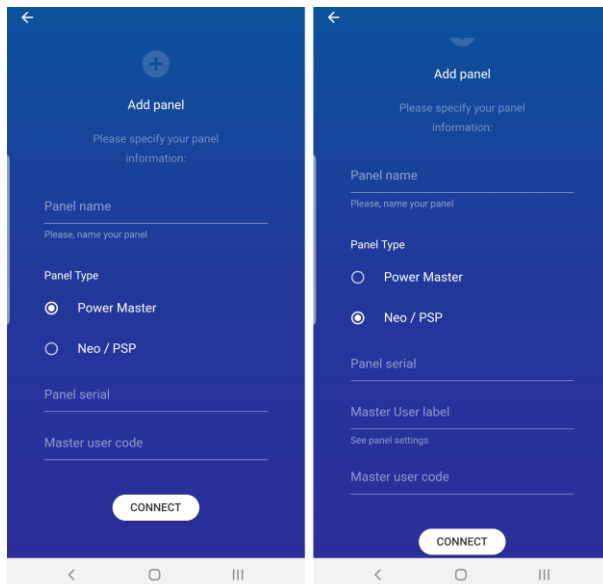 Add panel
Please specify your panel
information:
Panel name
Please, name your panel
Panel Type
Power Master
Neo / PSP
Panel serial
Master user code
CONNECT
Add panel
Please specify your panel
information:
Panel name
Please, name your panel
Panel Type
Power Master
Neo / PSP
Panel serial
Master User label
See panel settings
Master user code
CONNECT